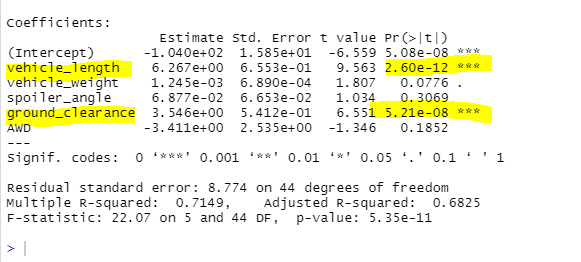 Coefficients:
                   Estimate Std. Error t value Pr(>|t|)
(Intercept)      -1.040e+02  1.585e+01  -6.559 5.08e-08 ***
vehicle_length    6.267e+00  6.553e-01   9.563 2.60e-12 ***
vehicle_weight    1.245e-03  6.890e-04   1.807   0.0776 .
spoiler_angle     6.877e-02  6.653e-02   1.034   0.3069
ground_clearance  3.546e+00  5.412e-01   6.551 5.21e-08 ***
AWD              -3.411e+00  2.535e+00  -1.346   0.1852
---
Signif. codes:  0 ‘***’ 0.001 ‘**’ 0.01 ‘*’ 0.05 ‘.’ 0.1 ‘ ’ 1
Residual standard error: 8.774 on 44 degrees of freedom
Multiple R-squared:  0.7149,    Adjusted R-squared:  0.6825
F-statistic: 22.07 on 5 and 44 DF,  p-value: 5.35e-11
>